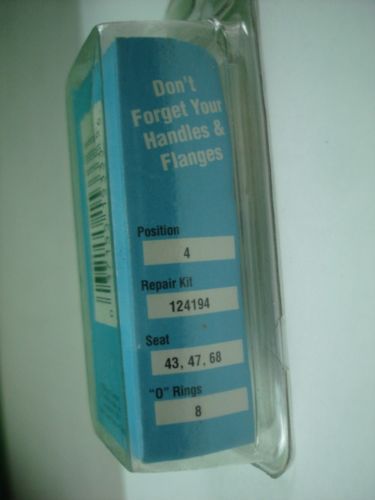 Don't
Forget Your
Handles &
Flanges
Position
4
Repair Kit
124194
Seat
43, 47, 68
"O" Rings
8